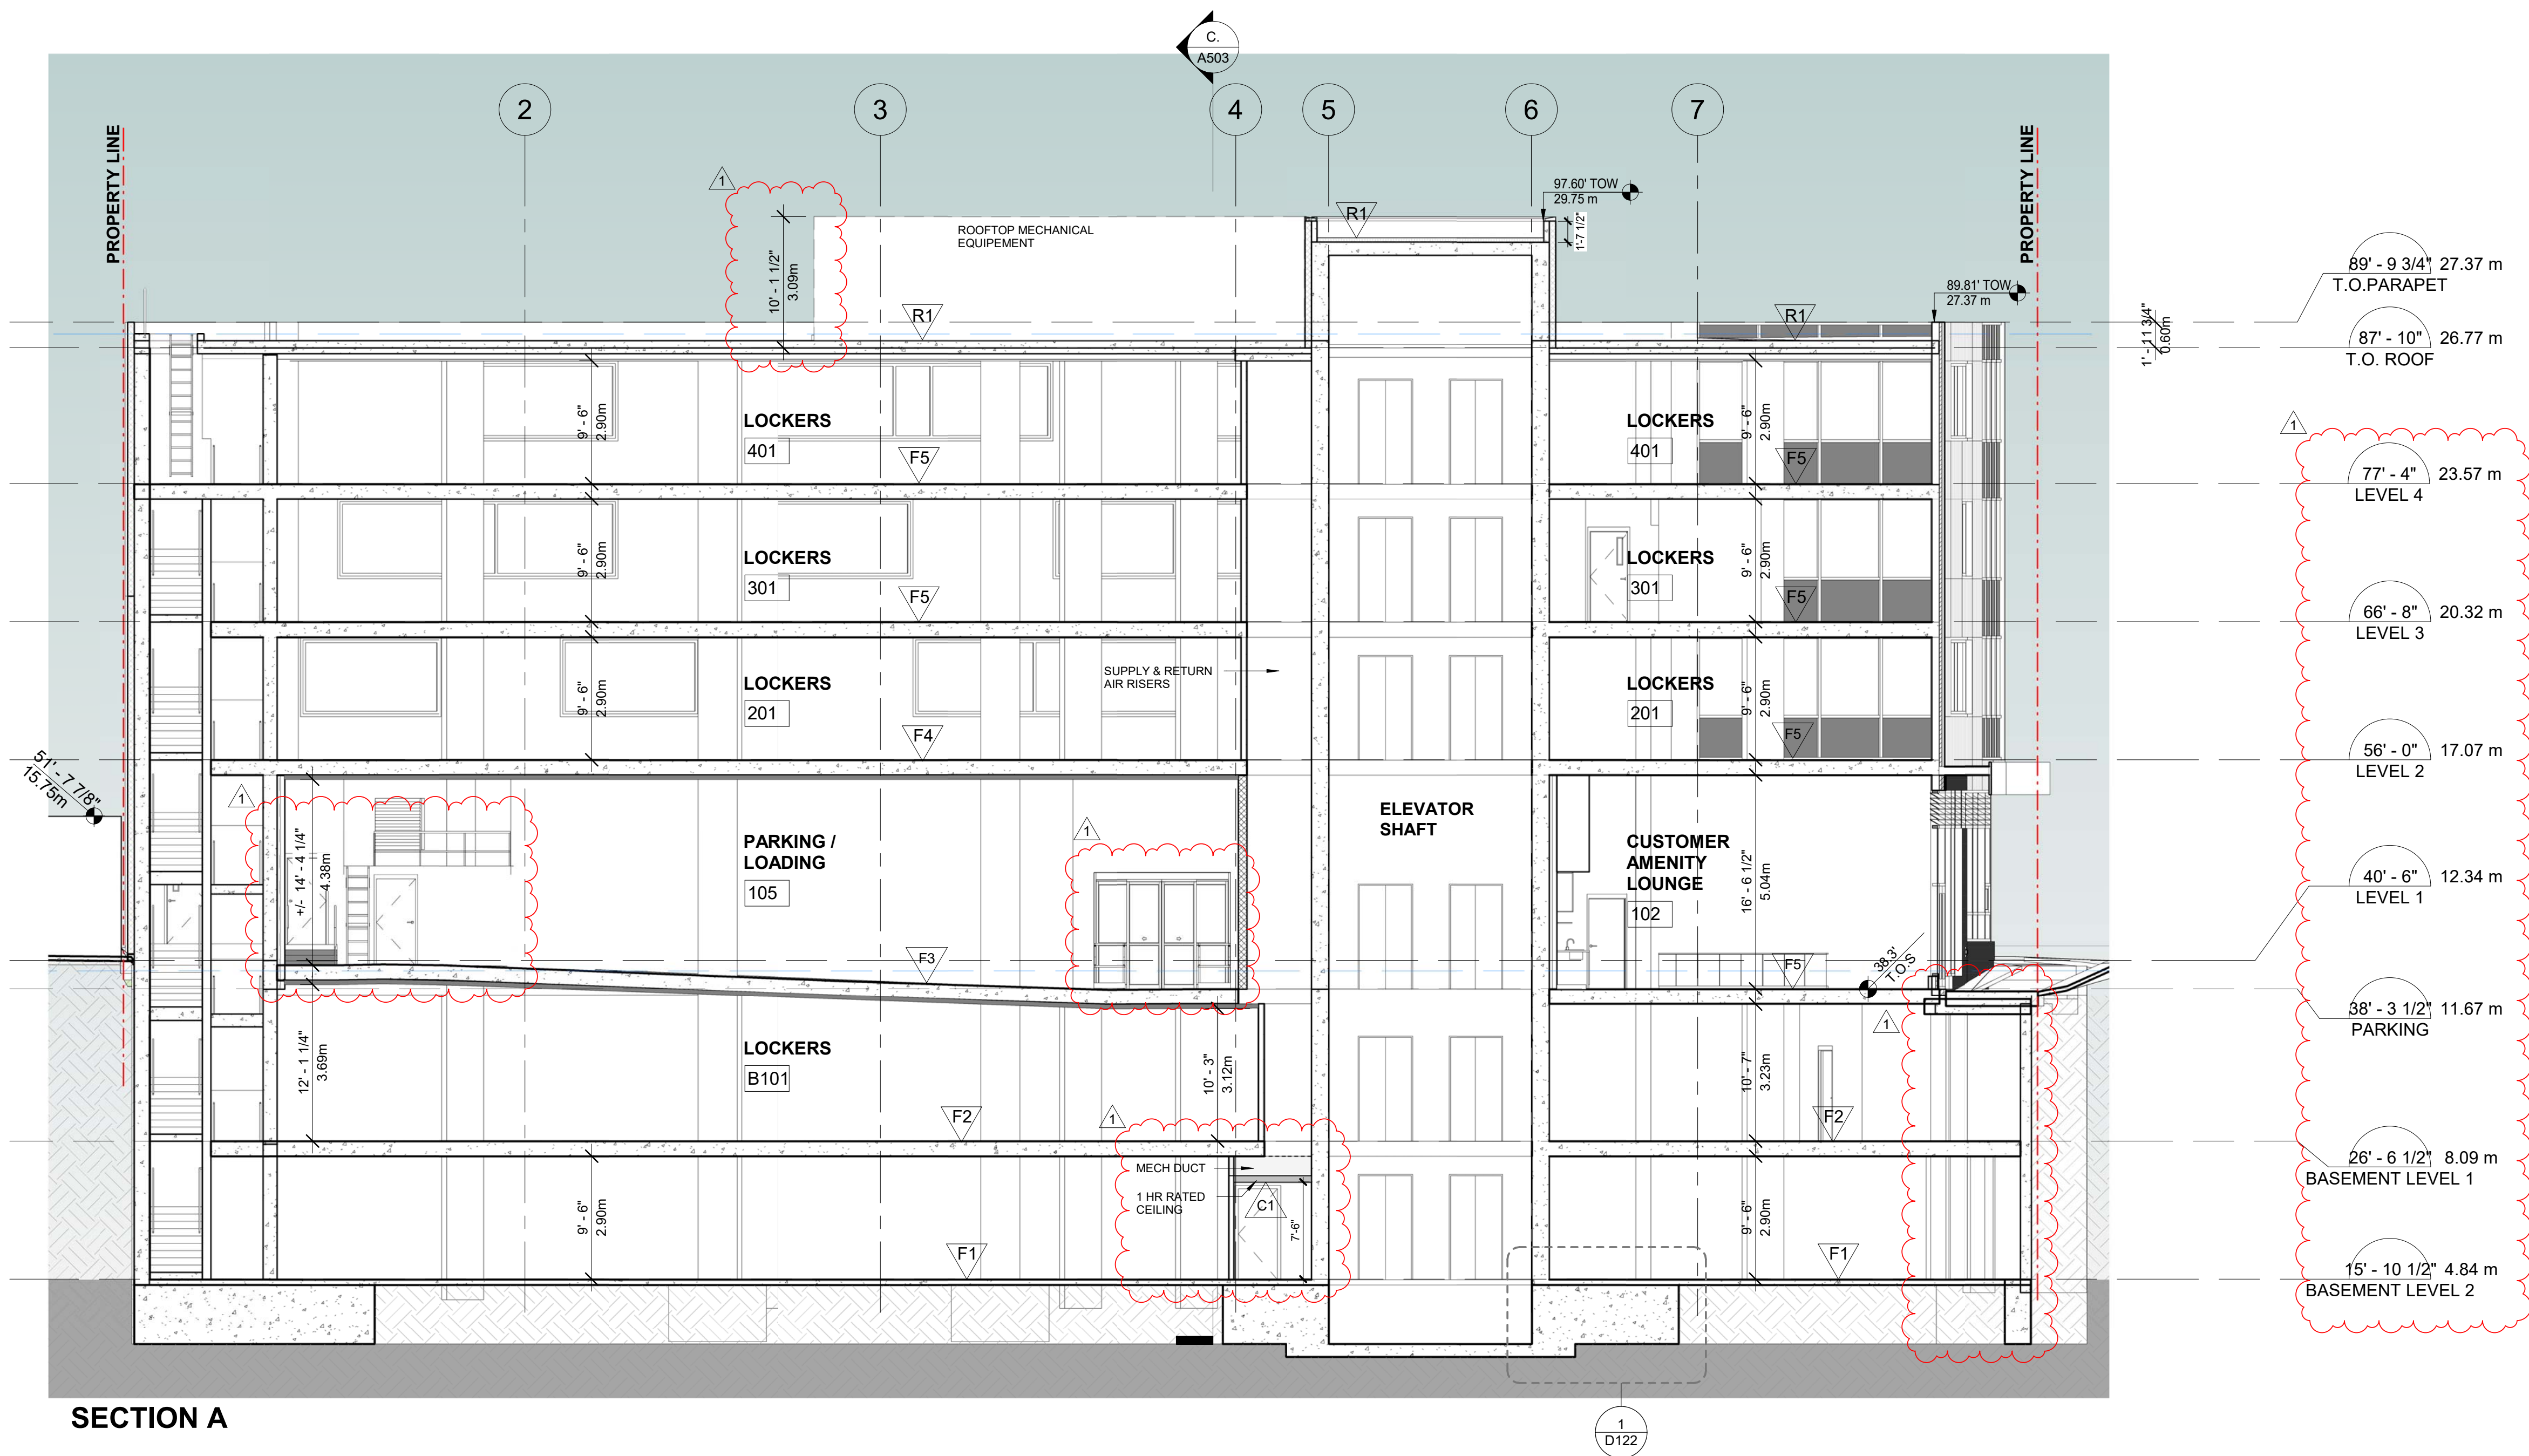 C.
A503
2
3
4
5
6
7
PROPERTY LINE
PROPERTY LINE
1
10' - 1 1/2"
3.09m
ROOFTOP MECHANICAL
EQUIPEMENT
R1
97.60' TOW
29.75 m
1'-7 1/2"
R1
R1
89.81' TOW
27.37 m
1' - 11 3/4"
0.60m
89' - 9 3/4" 27.37 m
T.O.PARAPET
87' - 10" 26.77 m
T.O. ROOF
9' - 6"
2.90m
LOCKERS
401
F5
LOCKERS
401
9' - 6"
2.90m
F5
1
77' - 4" 23.57 m
LEVEL 4
9' - 6"
2.90m
LOCKERS
301
F5
LOCKERS
301
9' - 6"
2.90m
F5
66' - 8" 20.32 m
LEVEL 3
9' - 6"
2.90m
LOCKERS
201
F4
SUPPLY & RETURN
AIR RISERS
LOCKERS
201
9' - 6"
2.90m
F5
56' - 0" 17.07 m
LEVEL 2
51' - 7 7/8"
15.75m
1
+/- 14' - 4 1/4"
4.38m
PARKING /
LOADING
105
F3
1
ELEVATOR
SHAFT
CUSTOMER
AMENITY
LOUNGE
102
16' - 6 1/2"
5.04m
F5
38.3'
T.O.S
40' - 6" 12.34 m
LEVEL 1
38' - 3 1/2" 11.67 m
PARKING
12' - 1 1/4"
3.69m
LOCKERS
B101
F2
10' - 3"
3.12m
10' - 7"
3.23m
F2
1
26' - 6 1/2" 8.09 m
BASEMENT LEVEL 1
1
MECH DUCT
1 HR RATED
CEILING
C1
7'-6"
9' - 6"
2.90m
F1
9' - 6"
2.90m
F1
15' - 10 1/2" 4.84 m
BASEMENT LEVEL 2
SECTION A
1
D122